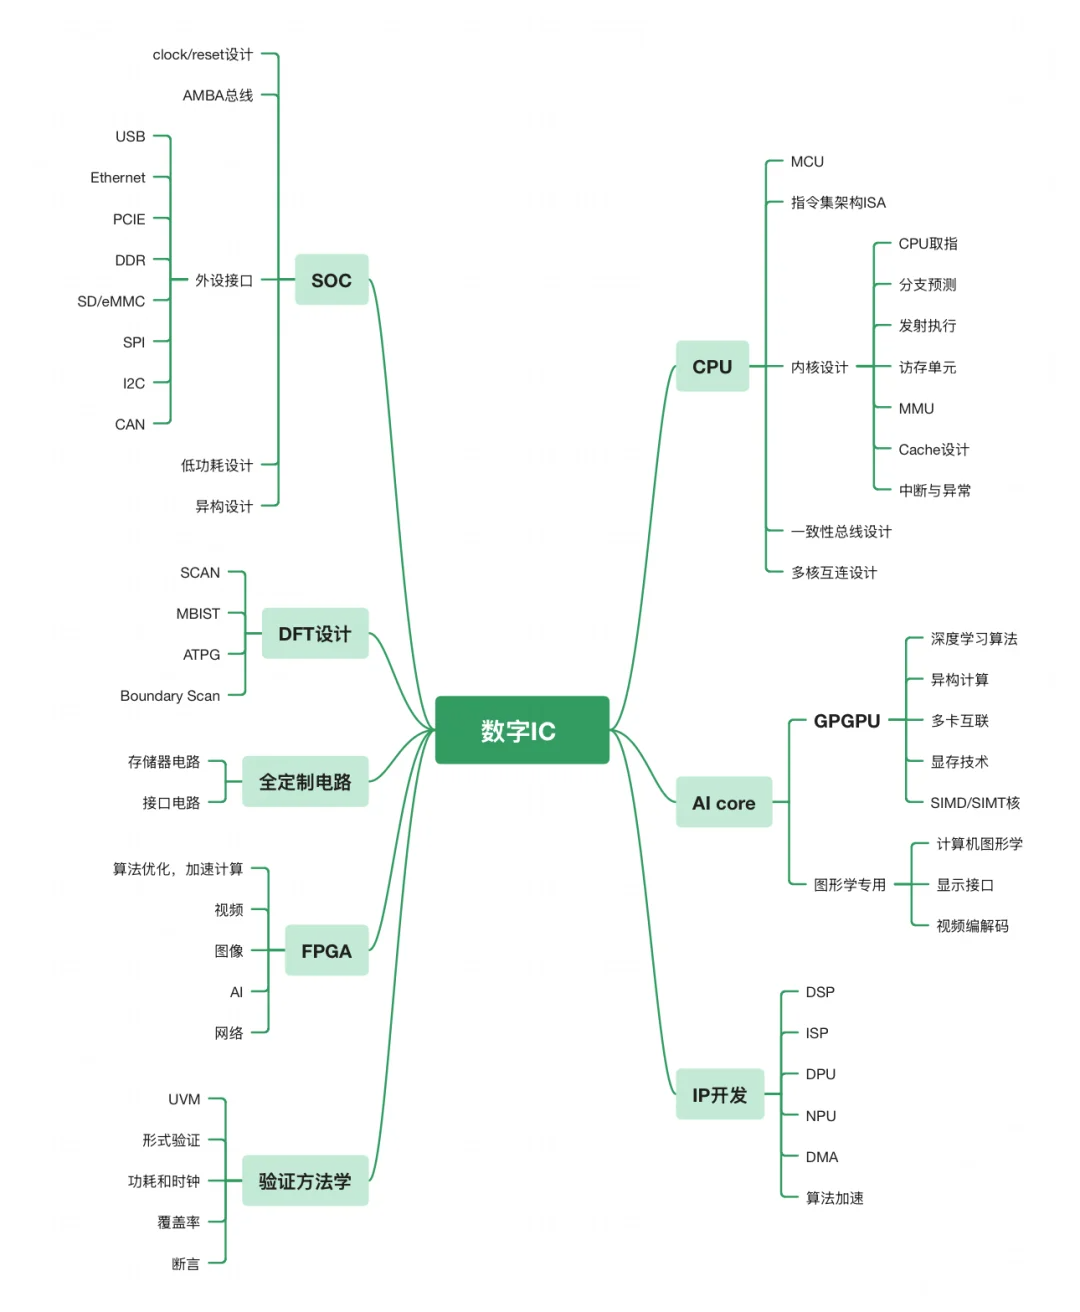 数字IC
SOC
clock/reset设计
AMBA总线
外设接口
USB
Ethernet
PCIE
DDR
SD/eMMC
SPI
I2C
CAN
低功耗设计
异构设计
DFT设计
SCAN
MBIST
ATPG
Boundary Scan
全定制电路
存储器电路
接口电路
FPGA
算法优化，加速计算
视频
图像
AI
网络
验证方法学
UVM
形式验证
功耗和时钟
覆盖率
断言
CPU
MCU
指令集架构ISA
内核设计
CPU取指
分支预测
发射执行
访存单元
MMU
Cache设计
中断与异常
一致性总线设计
多核互连设计
AI core
GPGPU
深度学习算法
异构计算
多卡互联
显存技术
SIMD/SIMT核
图形学专用
计算机图形学
显示接口
视频编解码
IP开发
DSP
ISP
DPU
NPU
DMA
算法加速